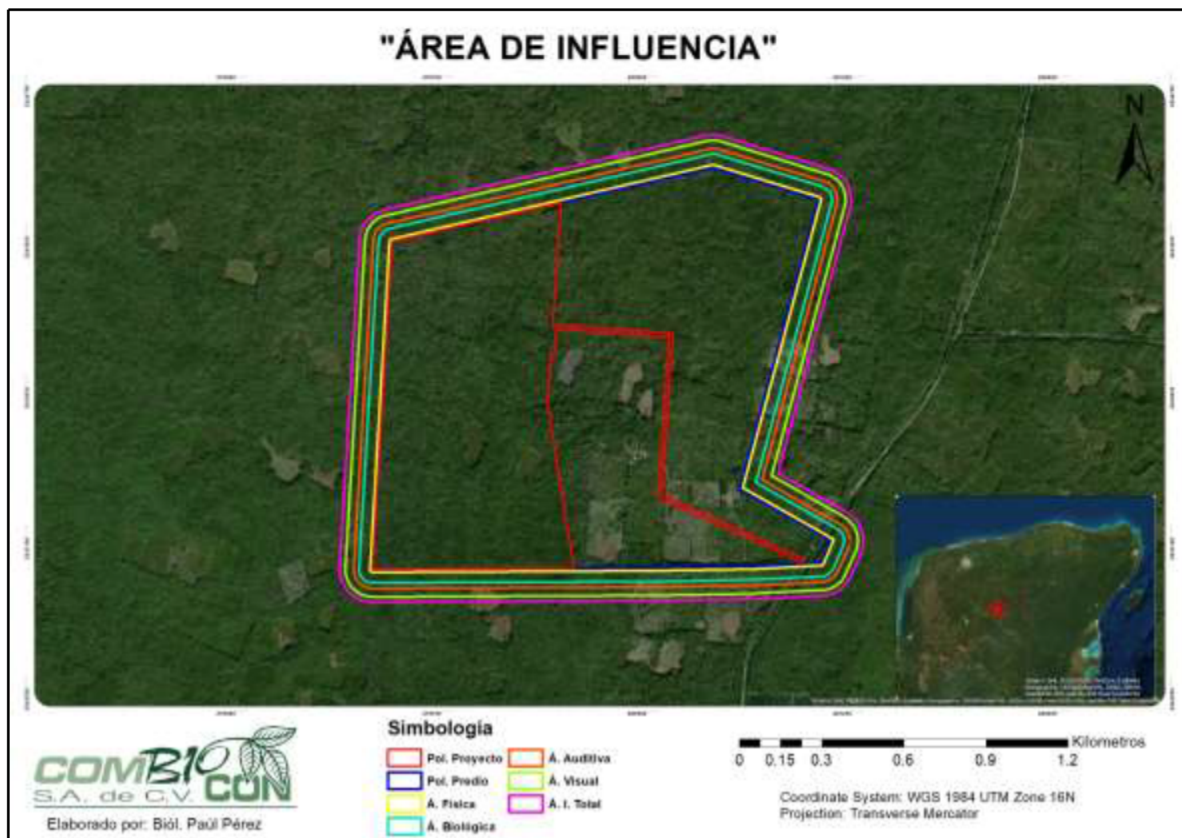 "ÁREA DE INFLUENCIA"
N
COMBIOCON
S.A. de C.V.
Elaborado por: Biól. Paúl Pérez
Simbología
Pol. Proyecto
Pol. Predio
Á. Física
Á. Biológica
Á. Auditiva
Á. Visual
Á. I. Total
Kilometros
0 0.15 0.3 0.6 0.9 1.2
Coordinate System: WGS 1984 UTM Zone 16N
Projection: Transverse Mercator